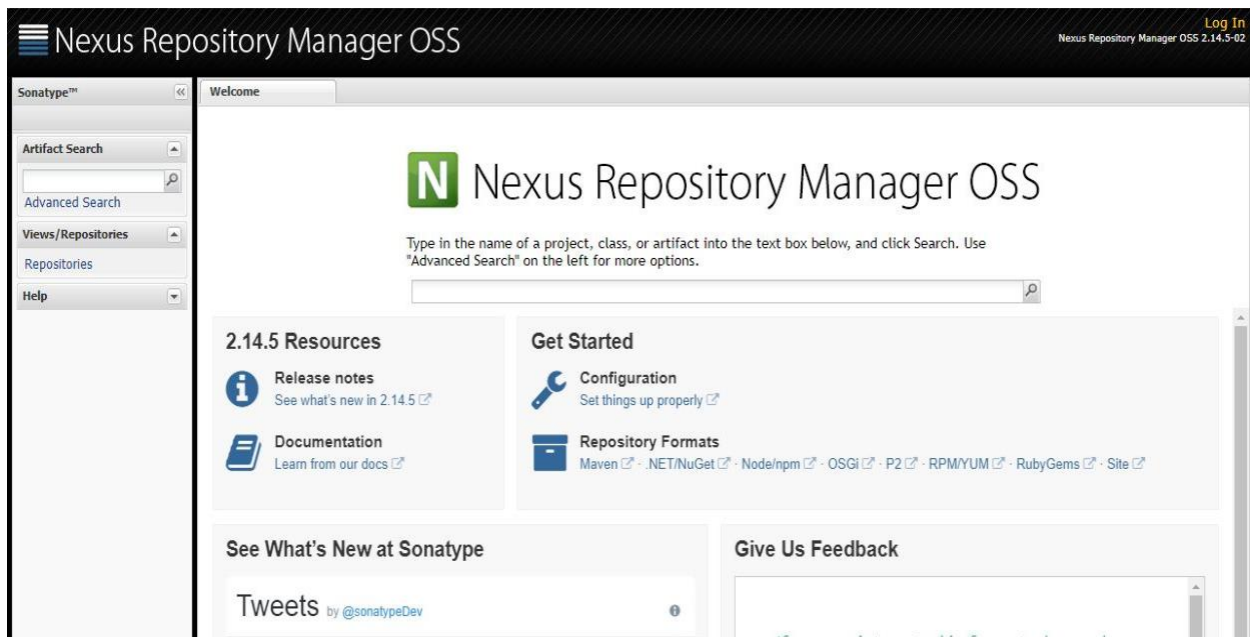 Nexus Repository Manager OSS
Log In
Nexus Repository Manager OSS 2.14.5-02
Sonatype™
Welcome
Artifact Search
Advanced Search
Views/Repositories
Repositories
Help
N Nexus Repository Manager OSS
Type in the name of a project, class, or artifact into the text box below, and click Search. Use
"Advanced Search" on the left for more options.
2.14.5 Resources
Release notes
See what's new in 2.14.5
Documentation
Learn from our docs
Get Started
Configuration
Set things up properly
Repository Formats
Maven · .NET/NuGet · Node/npm · OSGi · P2 · RPM/YUM · RubyGems · Site
See What's New at Sonatype
Tweets by @sonatypeDev
Give Us Feedback